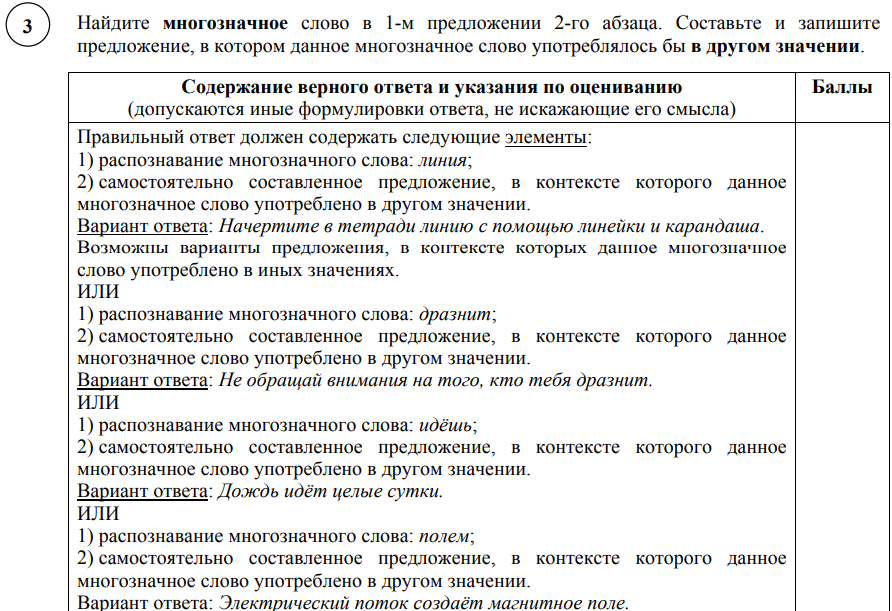 3
Найдите многозначное слово в 1-м предложении 2-го абзаца. Составьте и запишите
предложение, в котором данное многозначное слово употреблялось бы в другом значении.
Содержание верного ответа и указания по оцениванию
(допускаются иные формулировки ответа, не искажающие его смысла)
Баллы
Правильный ответ должен содержать следующие элементы:
1) распознавание многозначного слова: линия;
2) самостоятельно составленное предложение, в контексте которого данное
многозначное слово употреблено в другом значении.
Вариант ответа: Начертите в тетради линию с помощью линейки и карандаша.
Возможны варианты предложения, в контексте которых данное многозначное
слово употреблено в иных значениях.
ИЛИ
1) распознавание многозначного слова: дразнит;
2) самостоятельно составленное предложение, в контексте которого данное
многозначное слово употреблено в другом значении.
Вариант ответа: Не обращай внимания на того, кто тебя дразнит.
ИЛИ
1) распознавание многозначного слова: идёшь;
2) самостоятельно составленное предложение, в контексте которого данное
многозначное слово употреблено в другом значении.
Вариант ответа: Дождь идёт целые сутки.
ИЛИ
1) распознавание многозначного слова: полем;
2) самостоятельно составленное предложение, в контексте которого данное
многозначное слово употреблено в другом значении.
Вариант ответа: Электрический поток создаёт магнитное поле.